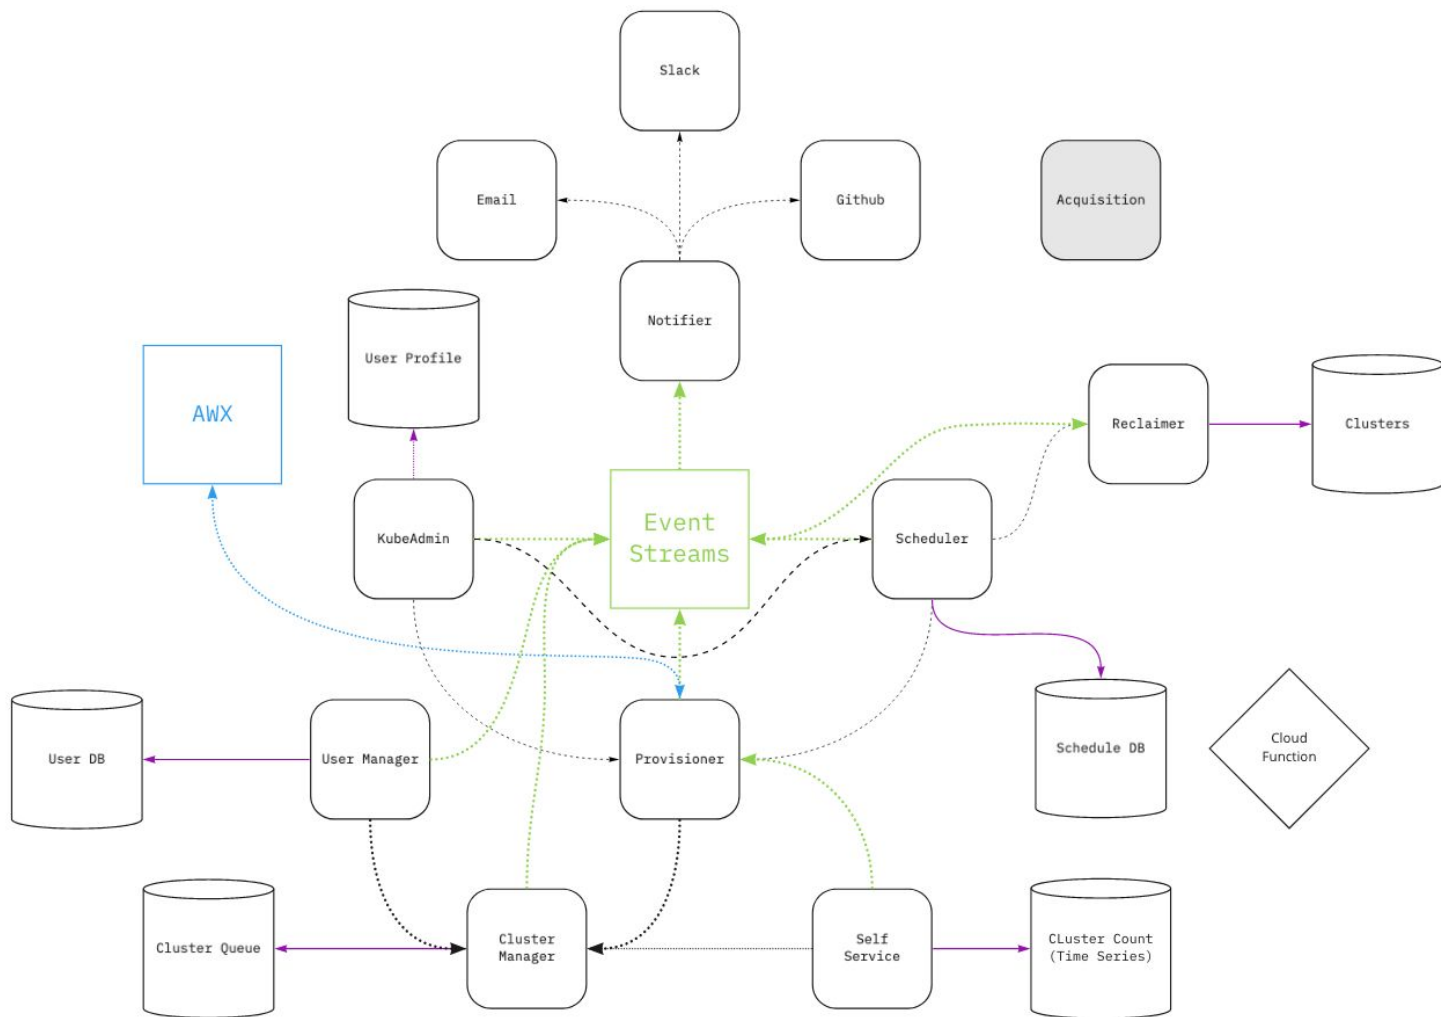 Slack
Email
Github
Acquisition
Notifier
User Profile
AWX
Reclaimer
Clusters
KubeAdmin
Event
Streams
Scheduler
User DB
User Manager
Provisioner
Schedule DB
Cloud
Function
Cluster Queue
Cluster
Manager
Self
Service
CLuster Count
(Time Series)